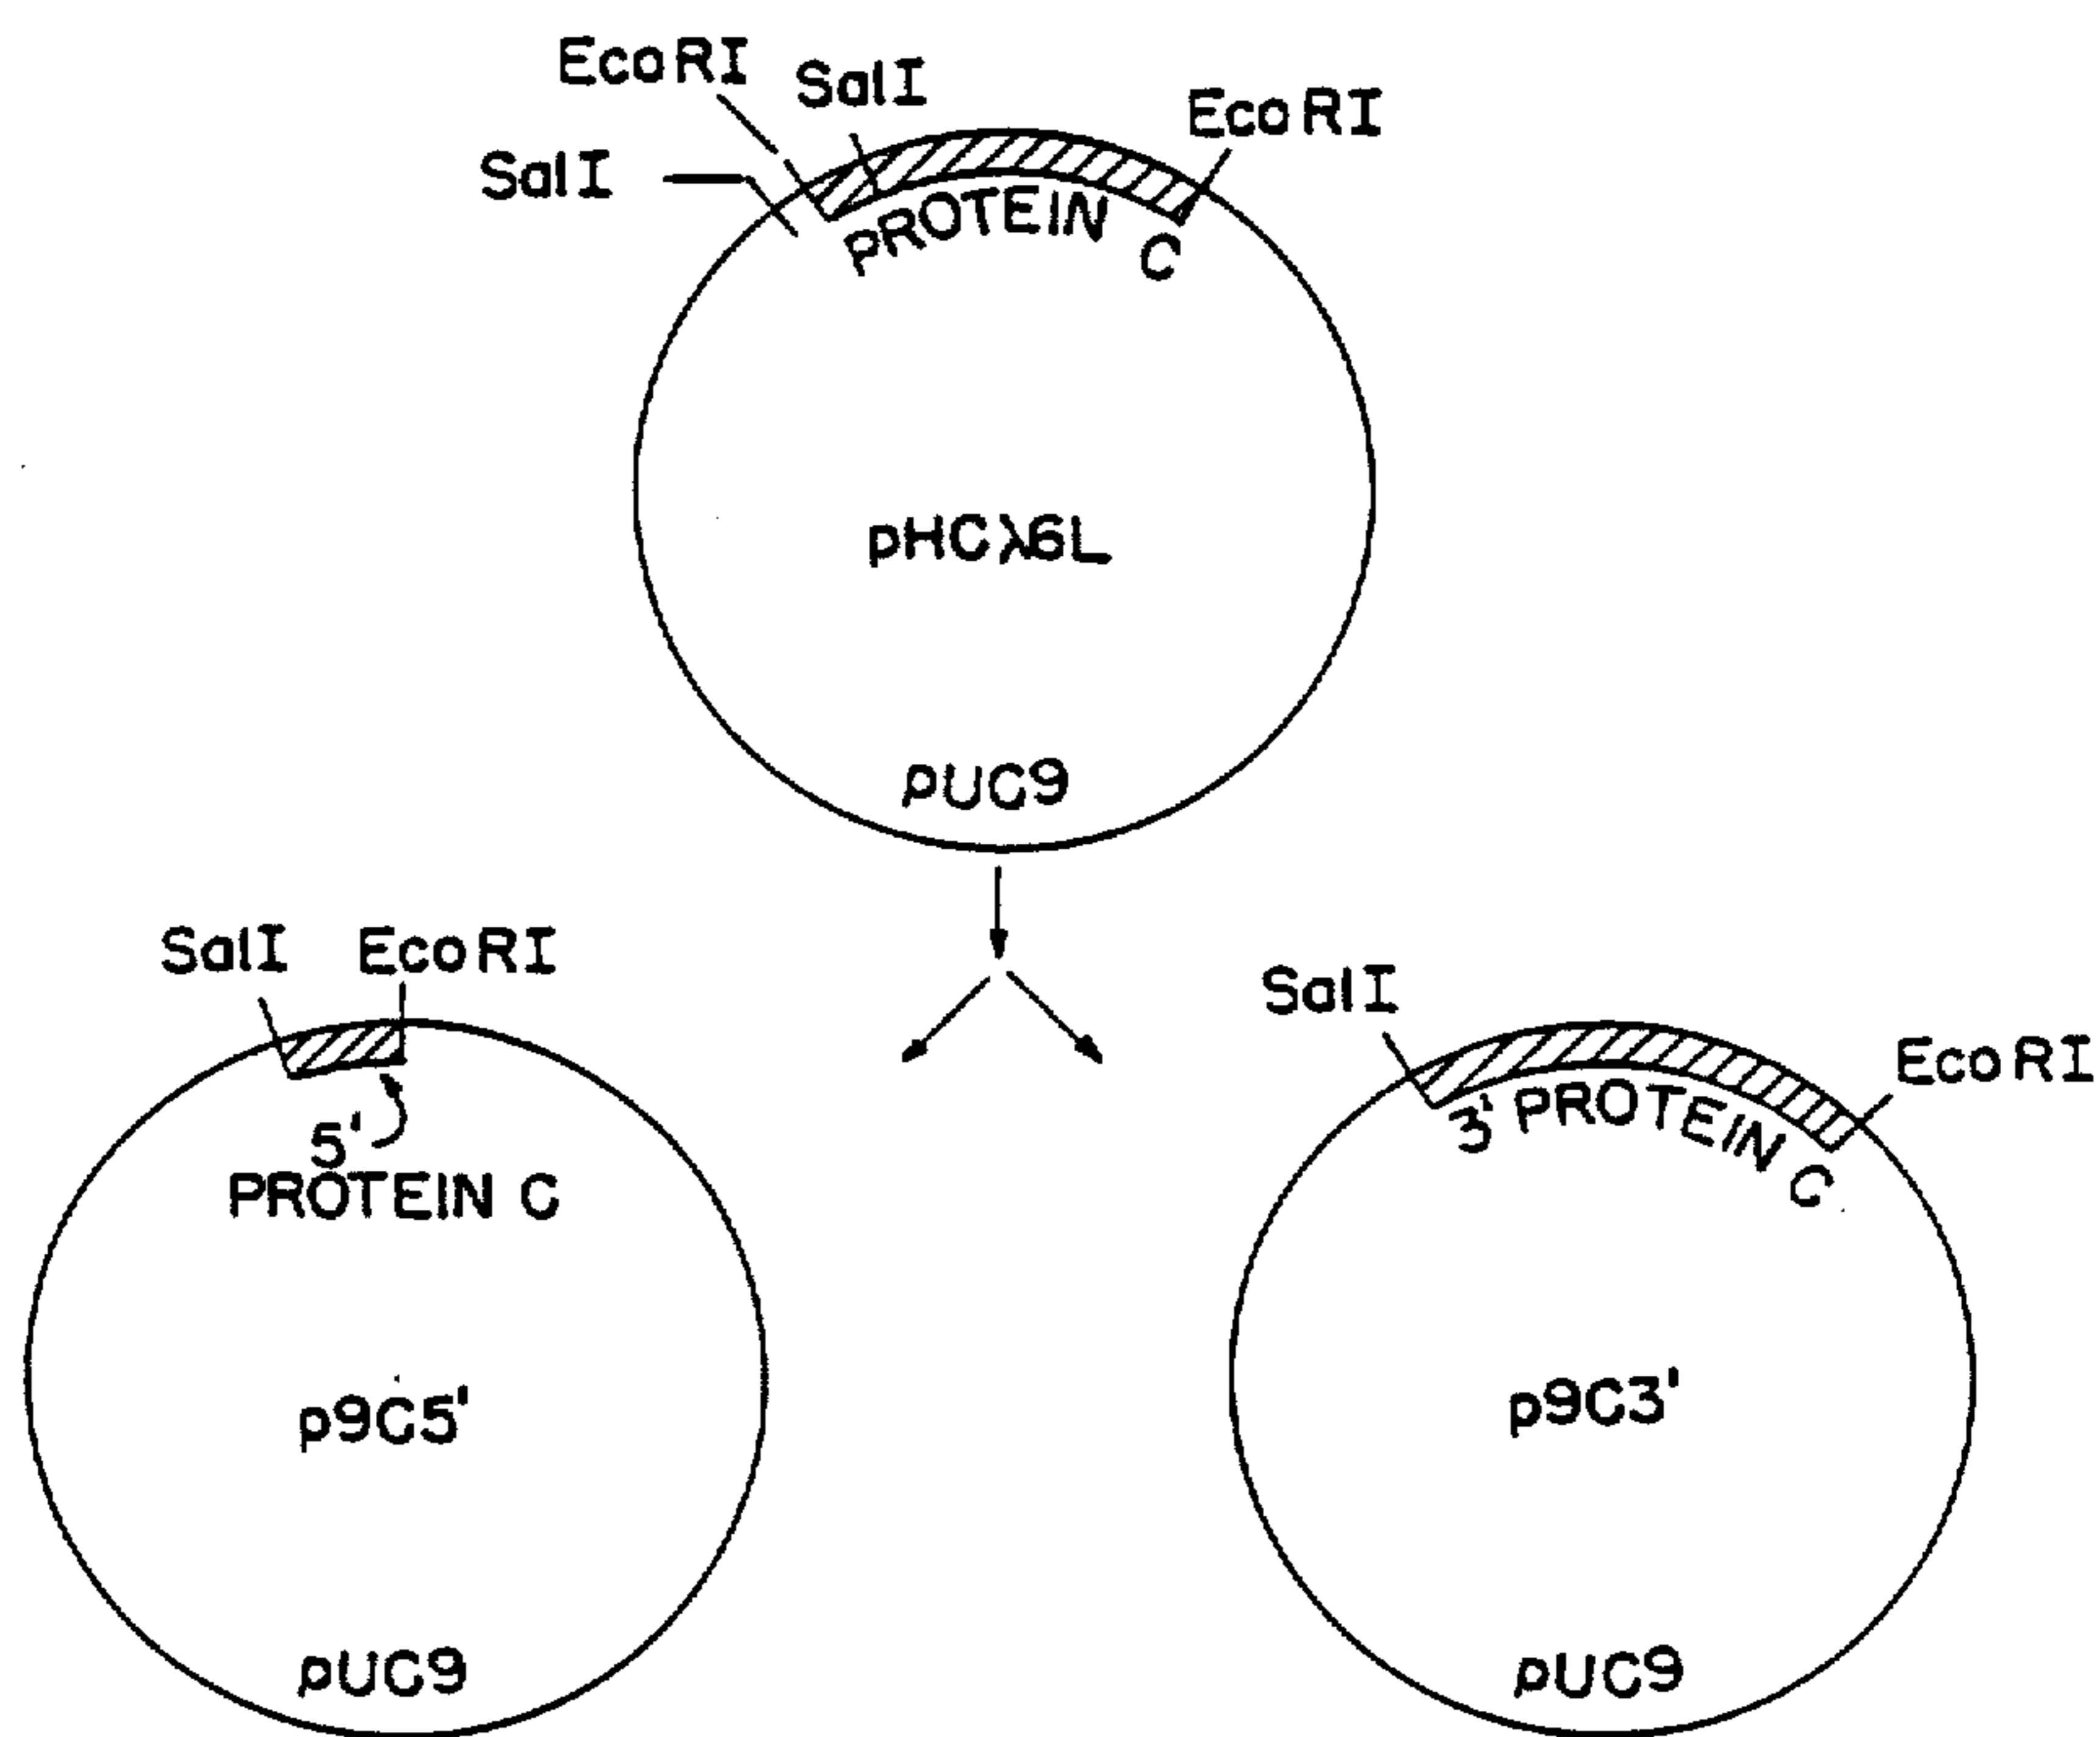 EcoRI
SalI
EcoRI
SalI
PROTEIN C
pHCλ6L
pUC9
SalI
EcoRI
5'
PROTEIN C
p9C5'
pUC9
SalI
EcoRI
3' PROTEIN C
p9C3'
pUC9